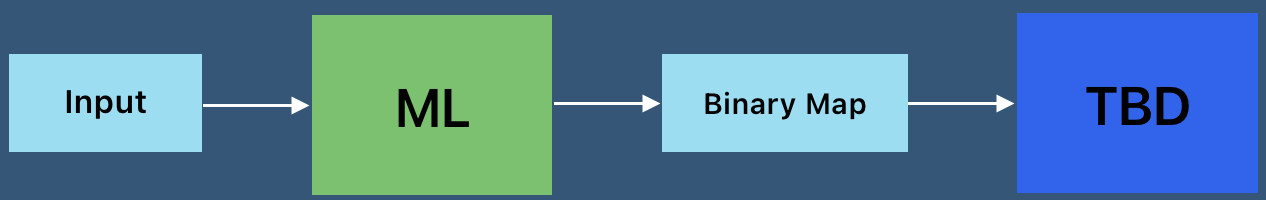 Input
ML
Binary Map
TBD